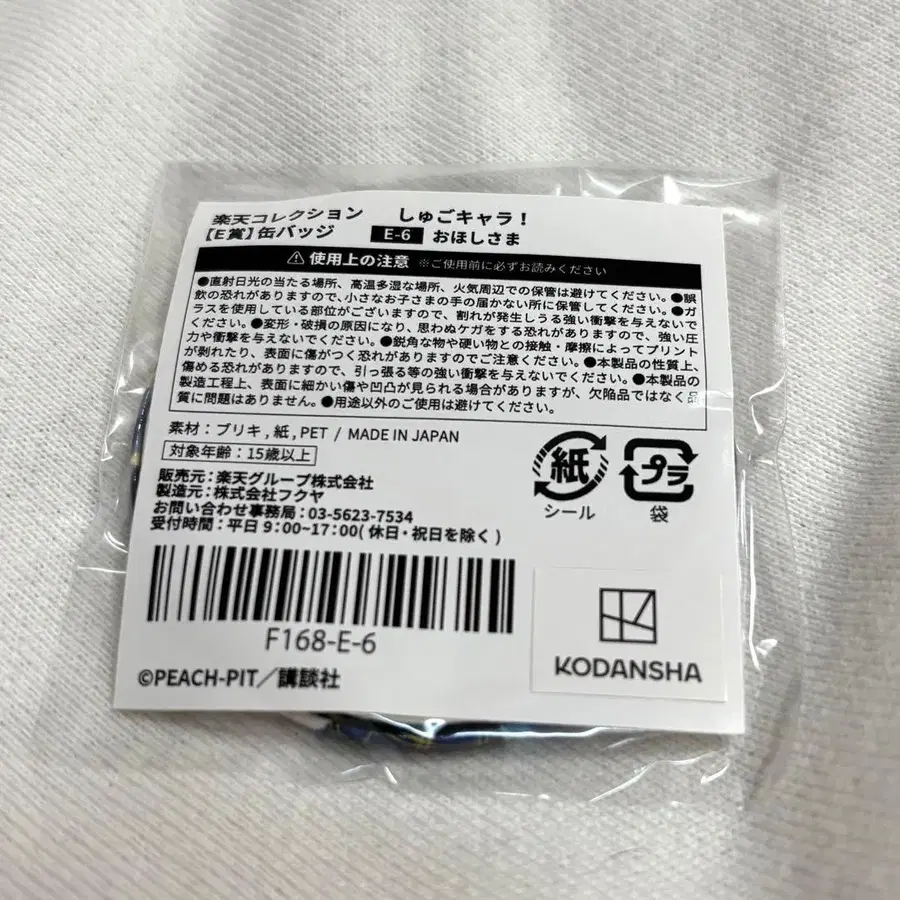 楽天コレクション しゅごキャラ！
【E賞】缶バッジ E-6 おほしさま
⚠ 使用上の注意 ※ご使用前に必ずお読みください
●直射日光の当たる場所、高温多湿な場所、火気周辺での保管は避けてください。●誤
飲の恐れがありますので、小さなお子さまの手の届かない所に保管してください。●ガ
ラスを使用している部位がございますので、割れが発生しうる強い衝撃を与えないで
ください。●変形・破損の原因になり、思わぬケガをする恐れがありますので、強い圧
力や衝撃を与えないでください。●鋭角な物や硬い物との接触・摩擦によってプリント
が剥れたり、表面に傷がつく恐れがありますのでご注意ください。●本製品の性質上、
傷める恐れがありますので、引っ張る等の強い衝撃を与えないでください。●本製品の
製造工程上、表面に細かい傷や凹凸が見られる場合がありますが、欠陥品ではなく品
質に問題はありません。●用途以外のご使用は避けてください。
素材：ブリキ,紙,PET / MADE IN JAPAN
対象年齢：15歳以上
販売元：楽天グループ株式会社
製造元：株式会社フクヤ
お問い合わせ事務局：03-5623-7534
受付時間：平日 9:00~17:00(休日・祝日を除く)
紙
シール
プラ
袋
F168-E-6
©PEACH-PIT／講談社
KODANSHA